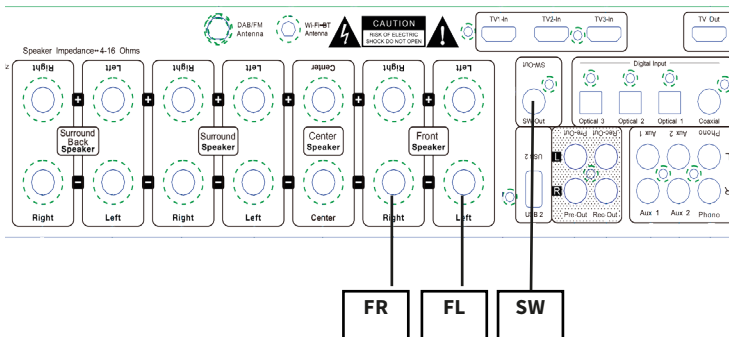 TV1-In TV2-In TV3-In TV Out
DAB/FM
Antenna
Wi-Fi-BT
Antenna
CAUTION
RISK OF ELECTRIC
SHOCK DO NOT OPEN
Speaker Impedance 4-16 Ohms
Right Left Right Left Center Right Left
SW-Out
Digital Input
Optical 3 Optical 2 Optical 1 Coaxial
SW-Out
+ + + +
Surround
Back
Speaker
Surround
Speaker
Center
Speaker
Front
Speaker
USB 2
Pre-Out Rec-Out
Aux 1 Aux 2 Phono
L
R
- - - -
Right Left Right Left Center Right Left
USB 2
Pre-Out Rec-Out
Aux 1 Aux 2 Phono
FR FL SW